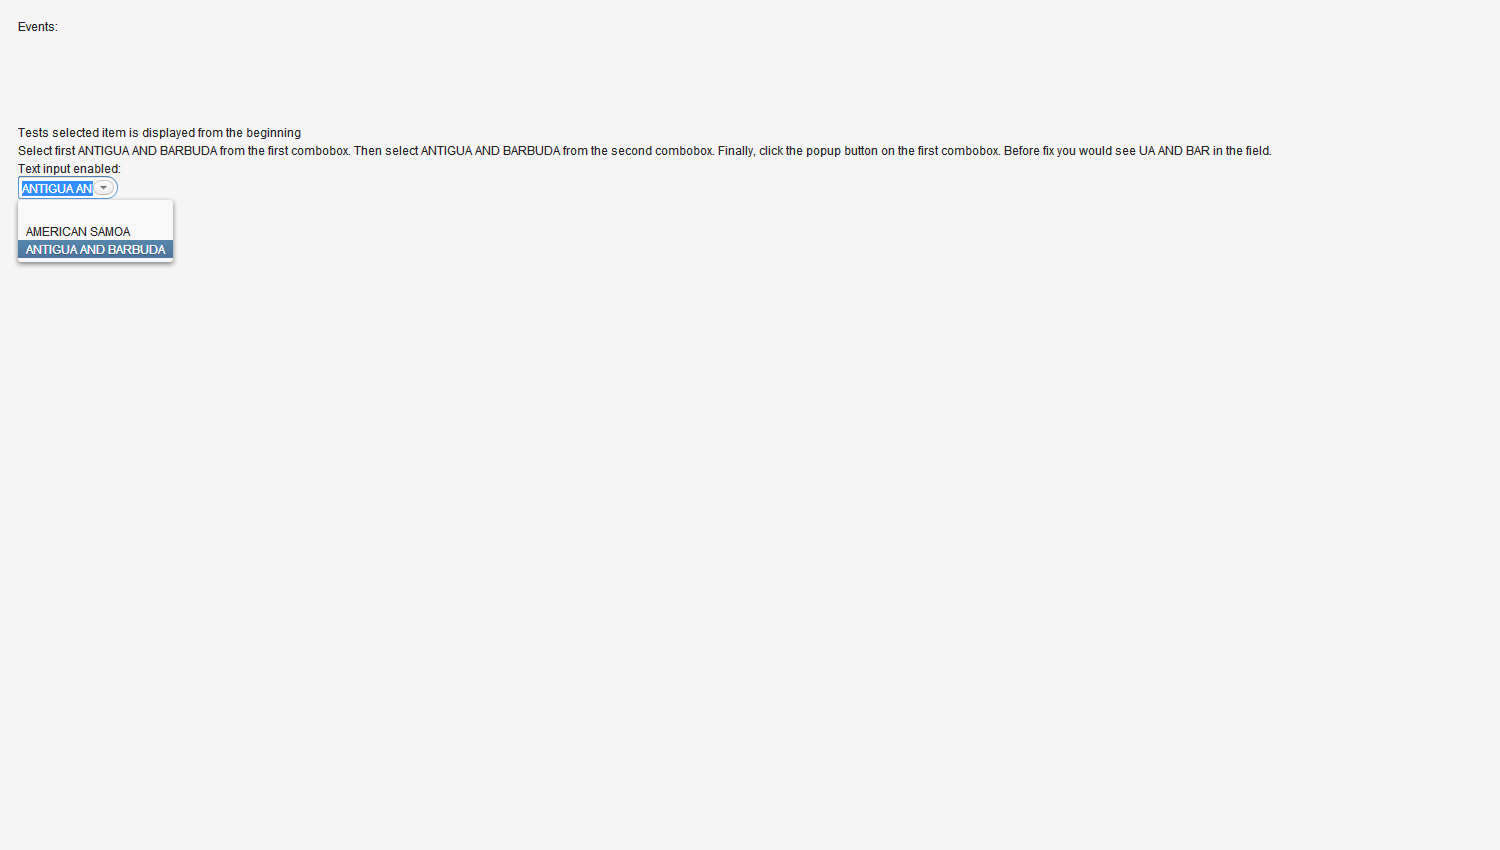 Events:
Tests selected item is displayed from the beginning
Select first ANTIGUA AND BARBUDA from the first combobox. Then select ANTIGUA AND BARBUDA from the second combobox. Finally, click the popup button on the first combobox. Before fix you would see UA AND BAR in the field.
Text input enabled:
ANTIGUA AN
AMERICAN SAMOA
ANTIGUA AND BARBUDA